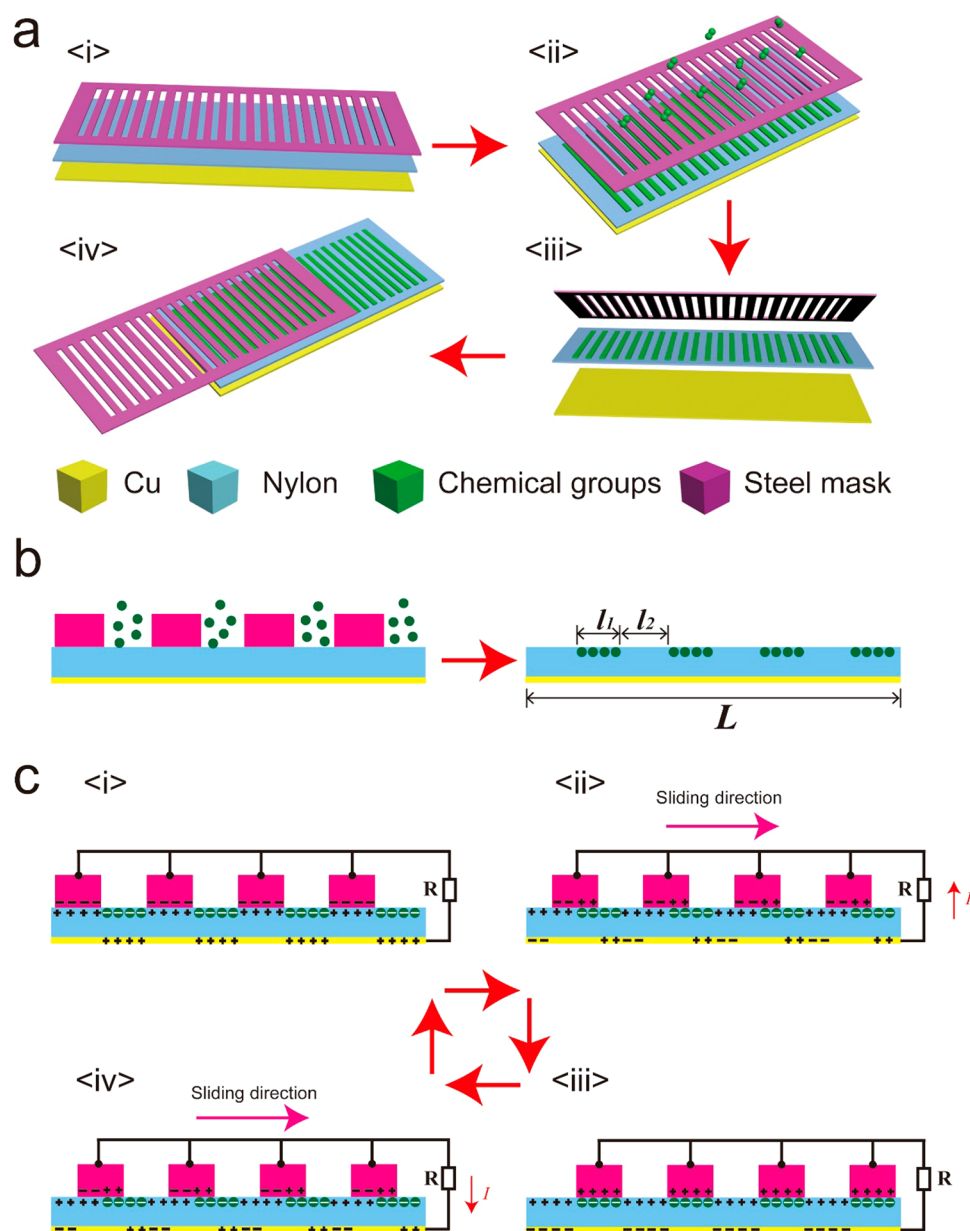 a
<i>
<ii>
<iv>
<iii>
Cu Nylon Chemical groups Steel mask
b
l1 l2
L
c
<i>
<ii>
Sliding direction
R
R
I
<iv>
<iii>
Sliding direction
R
I
R